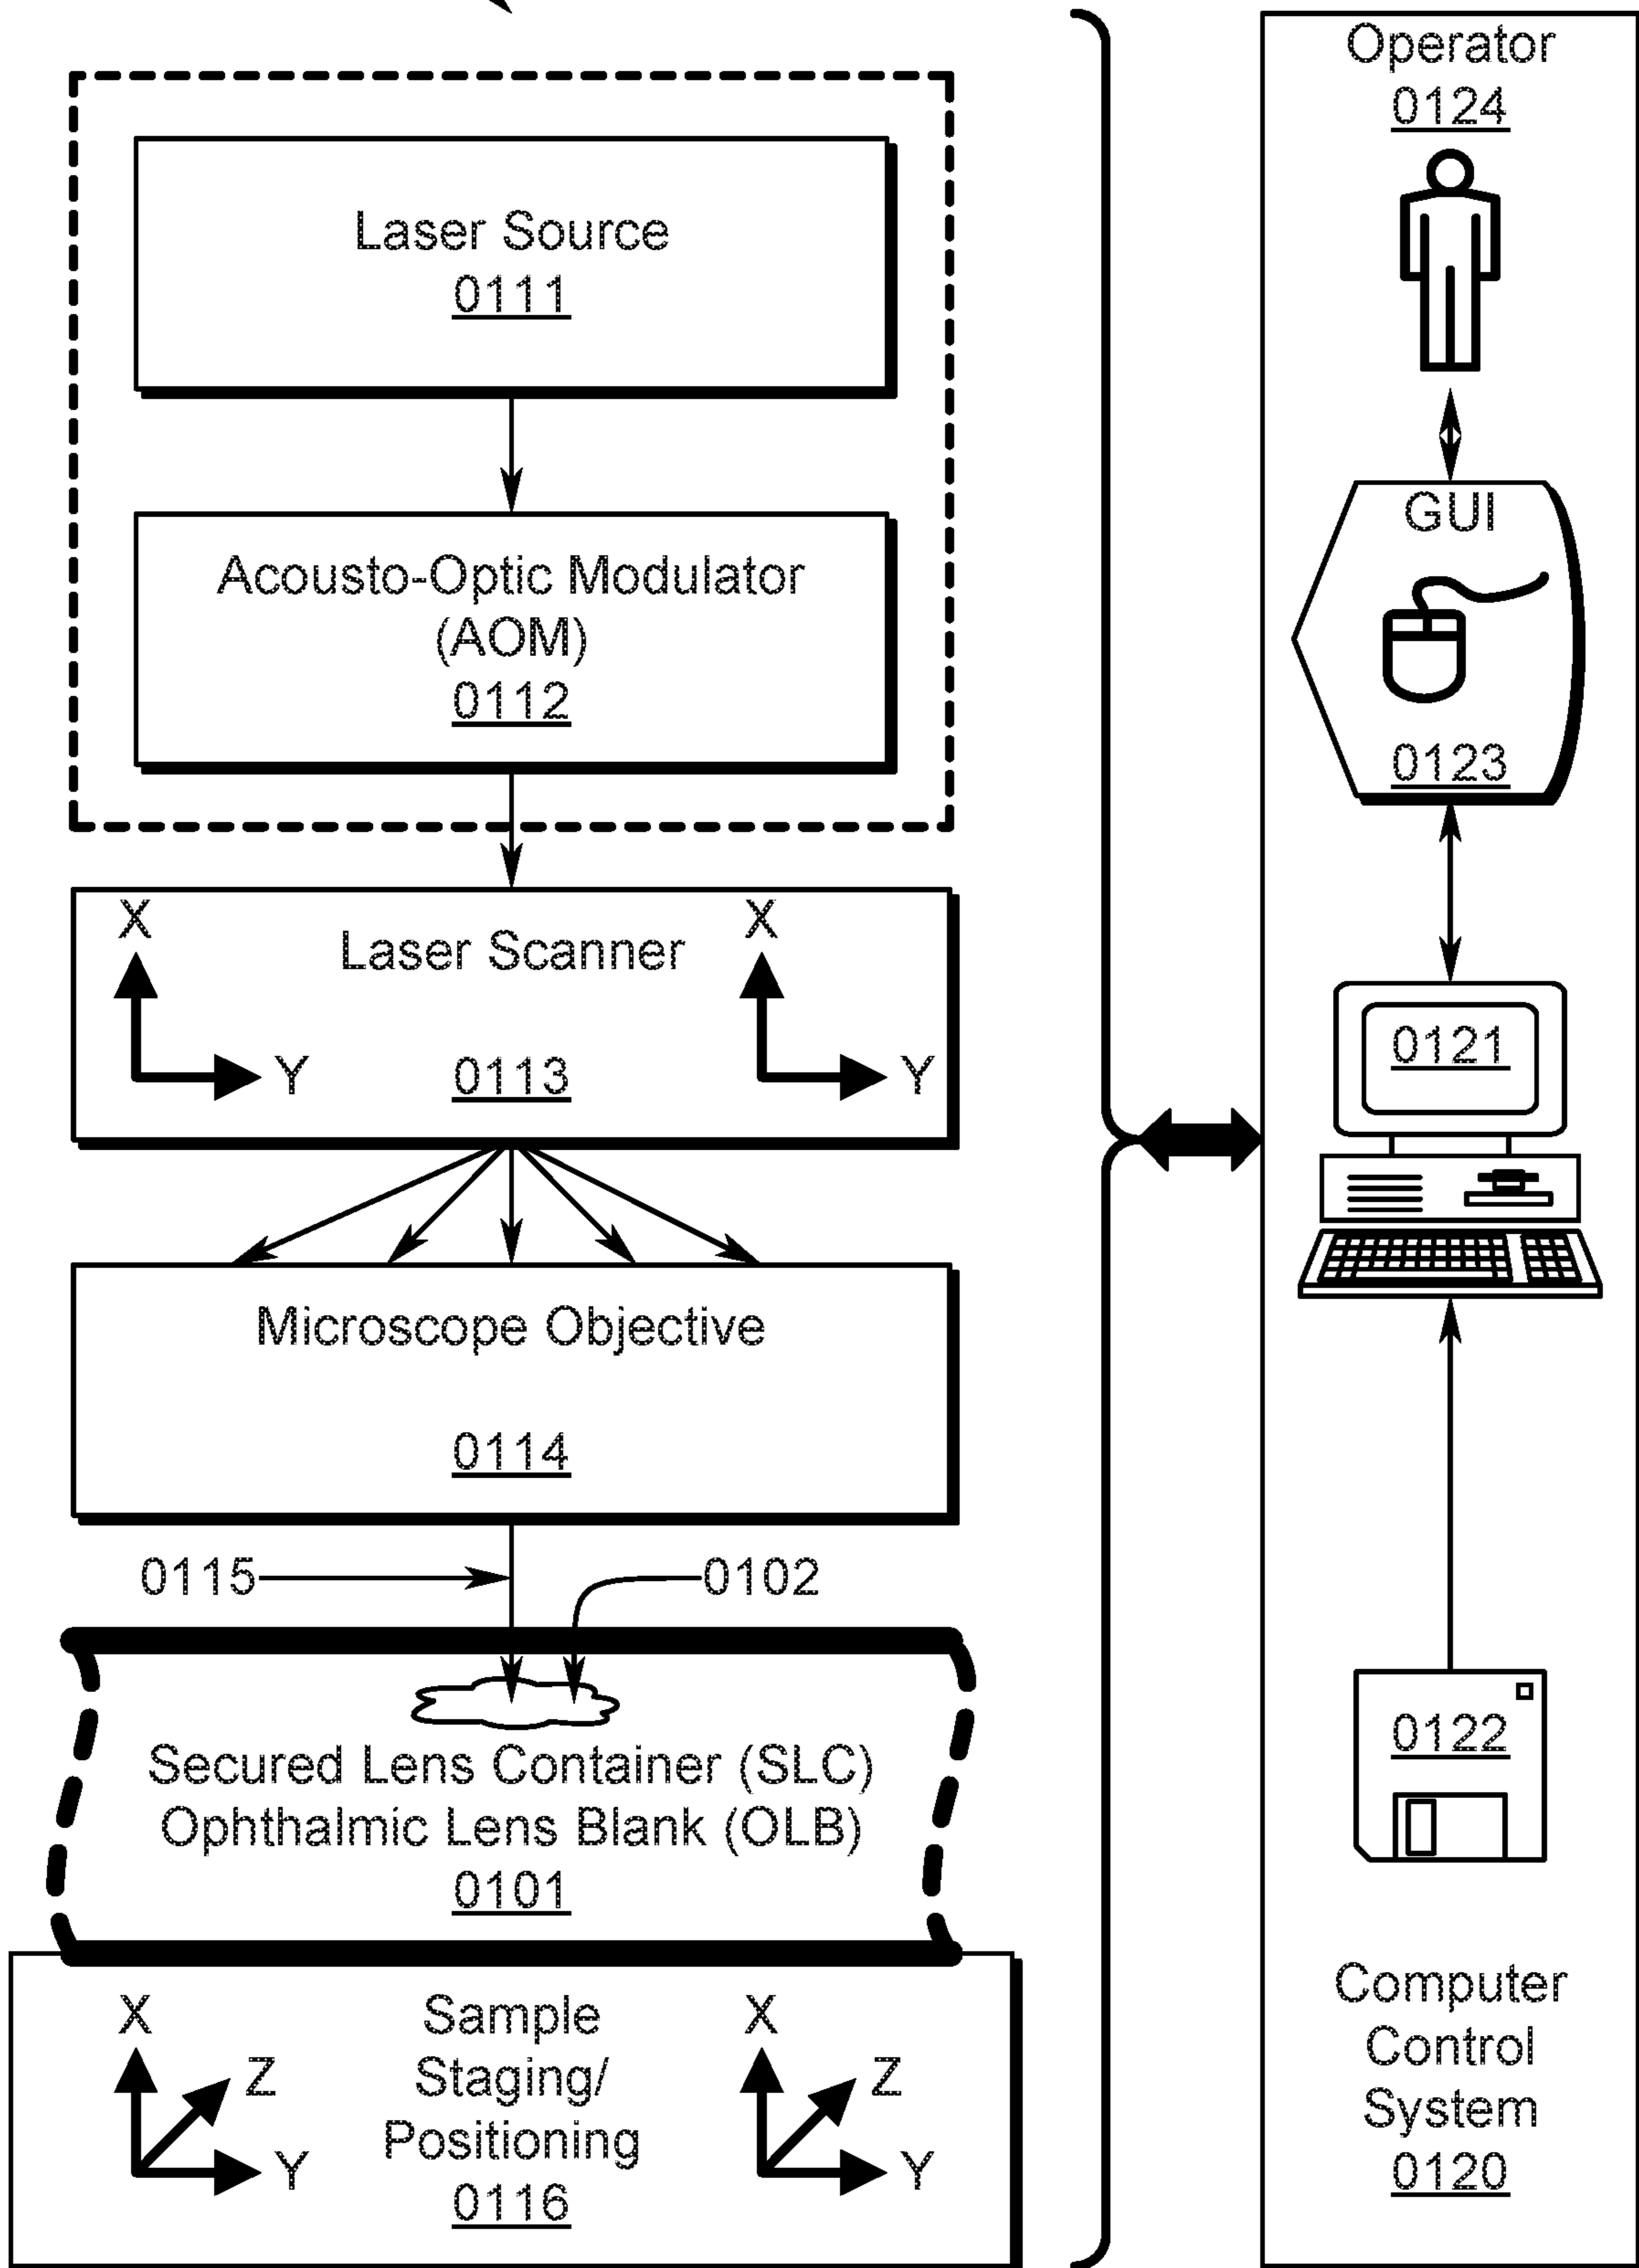 Laser Source
0111
Acousto-Optic Modulator
(AOM)
0112
X
X
Laser Scanner
Y
0113
Y
Microscope Objective
0114
0115
0102
Secured Lens Container (SLC)
Ophthalmic Lens Blank (OLB)
0101
X
Sample
X
Z
Staging/
Z
Positioning
Y
Y
0116
Operator
0124
GUI
0123
0121
0122
Computer
Control
System
0120